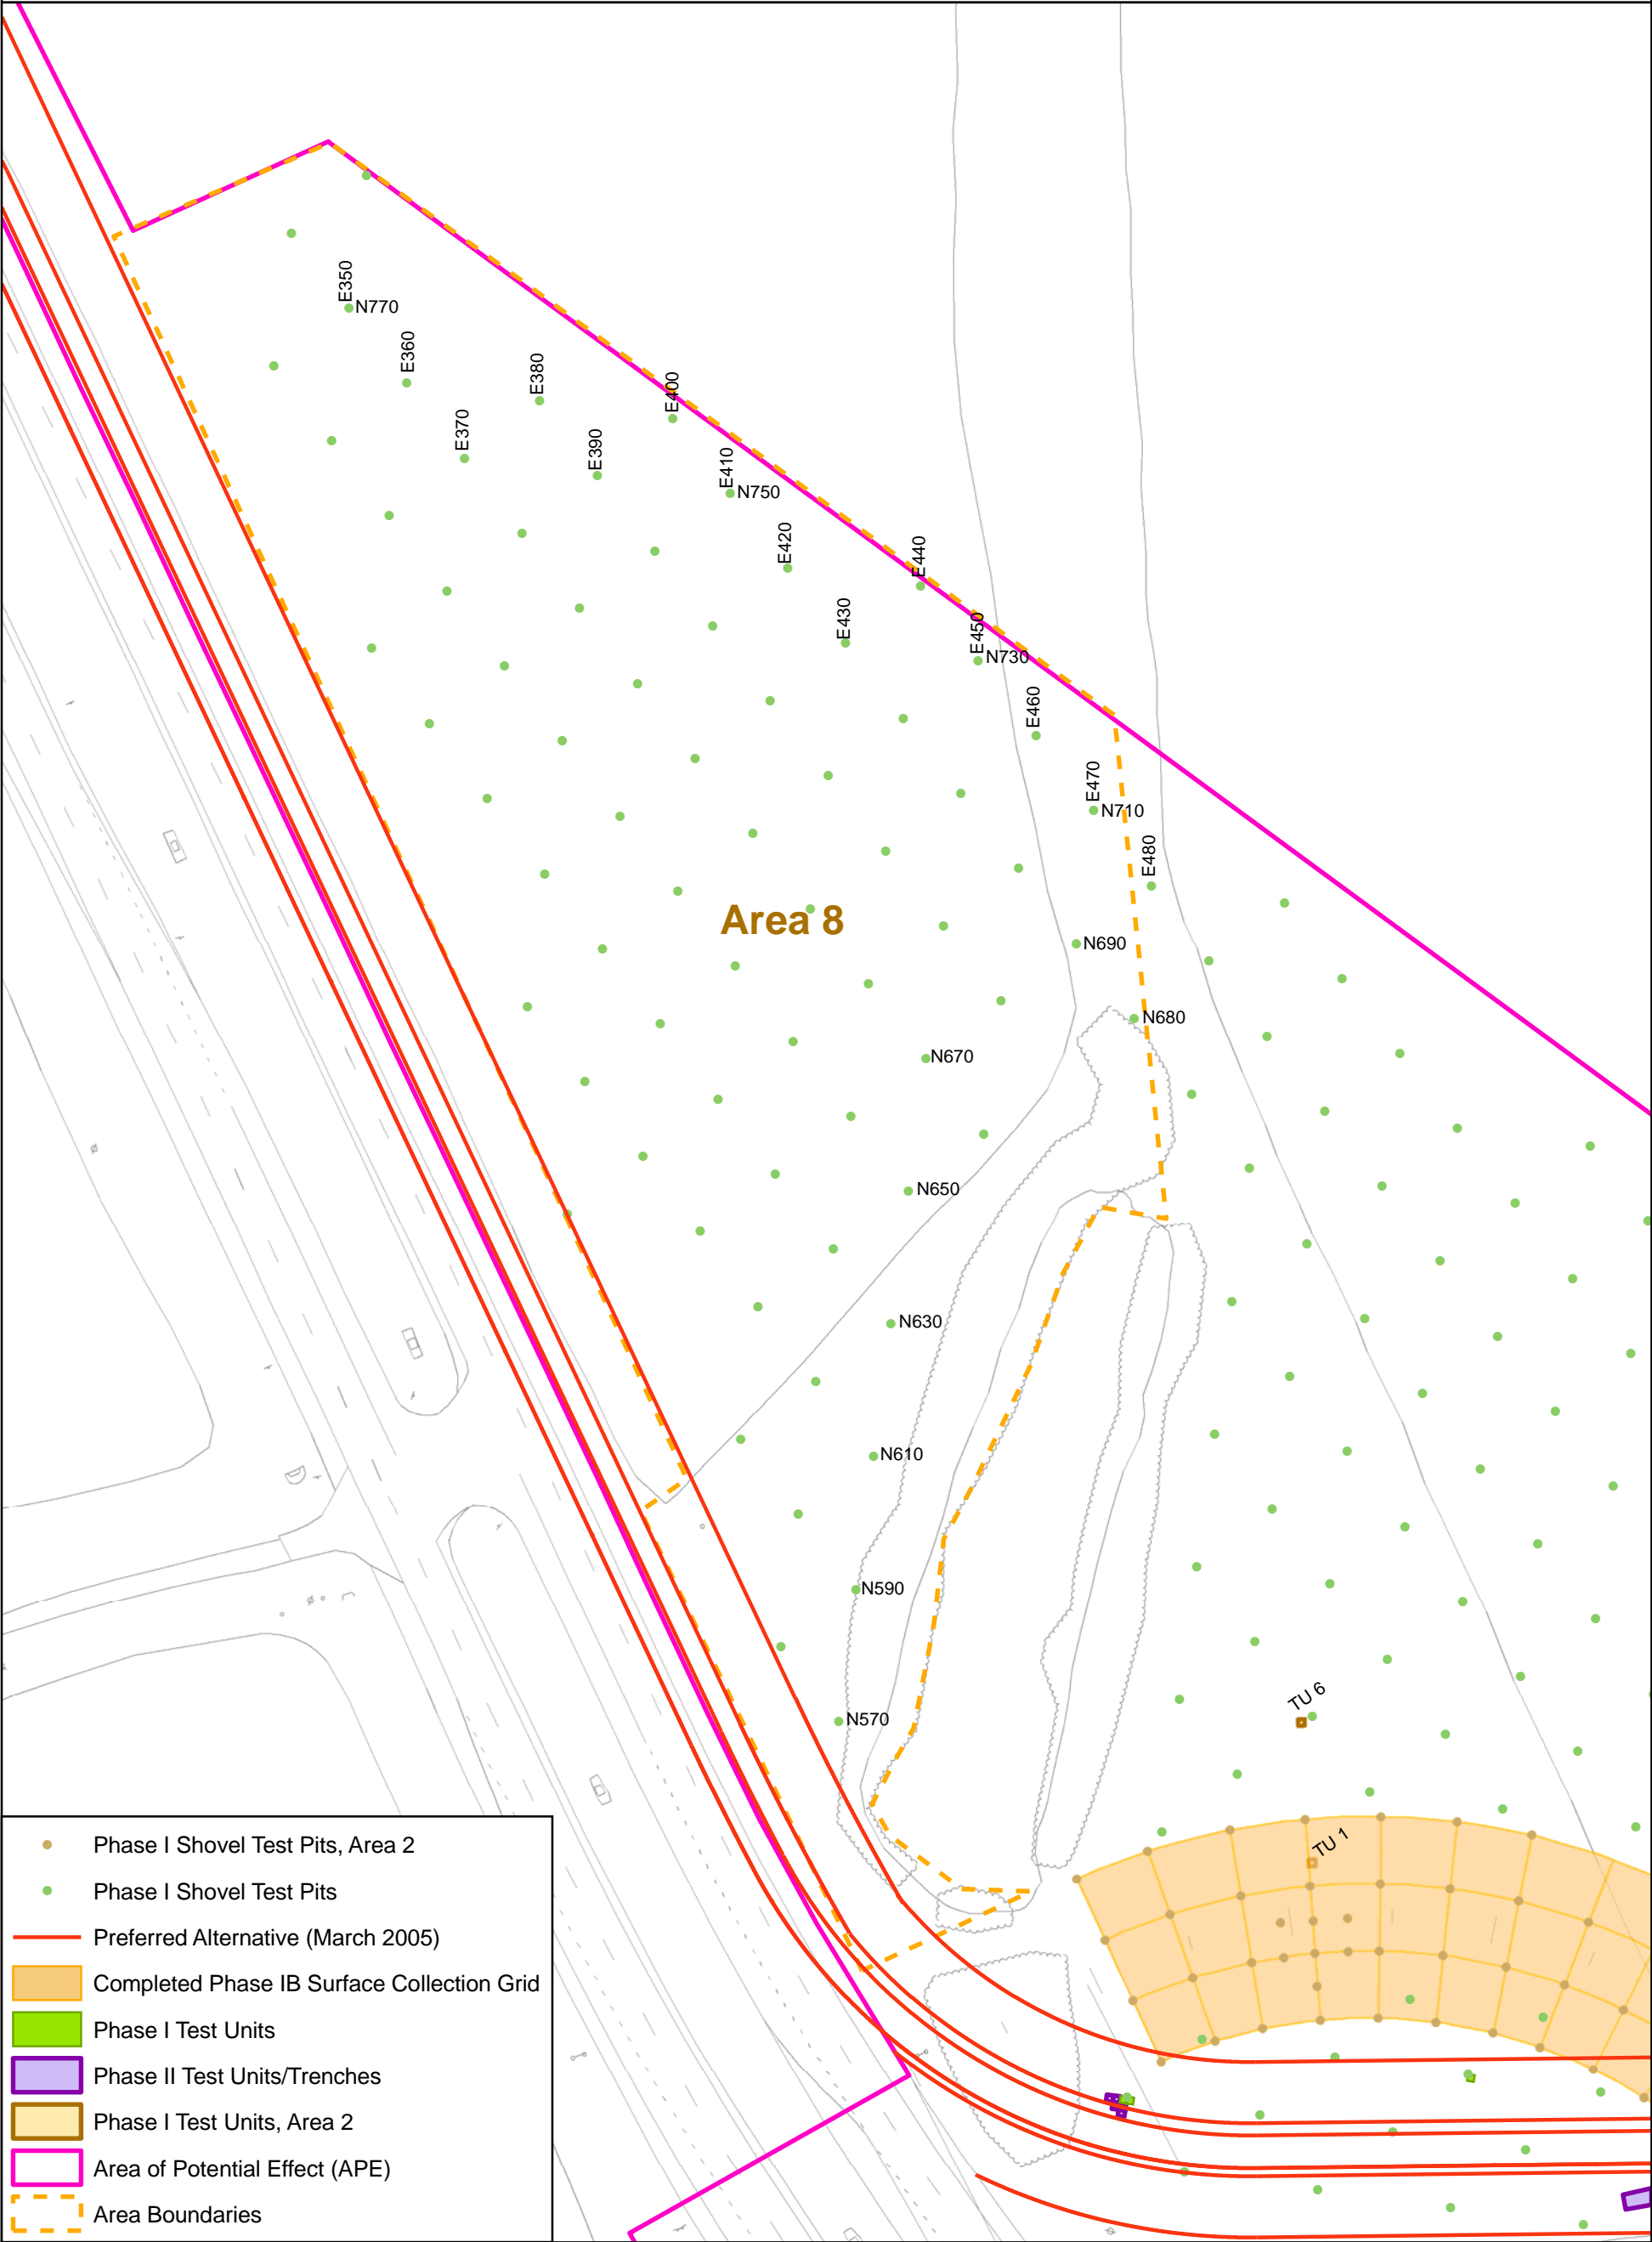 E350
N770
E360
E380
E400
E370
E390
E410
N750
E420
E440
E430
E450
N730
E460
E470
N710
E480
Area 8
N690
N680
N670
N650
N630
N610
N590
TU 6
N570
TU 1
Phase I Shovel Test Pits, Area 2
Phase I Shovel Test Pits
Preferred Alternative (March 2005)
Completed Phase IB Surface Collection Grid
Phase I Test Units
Phase II Test Units/Trenches
Phase I Test Units, Area 2
Area of Potential Effect (APE)
Area Boundaries